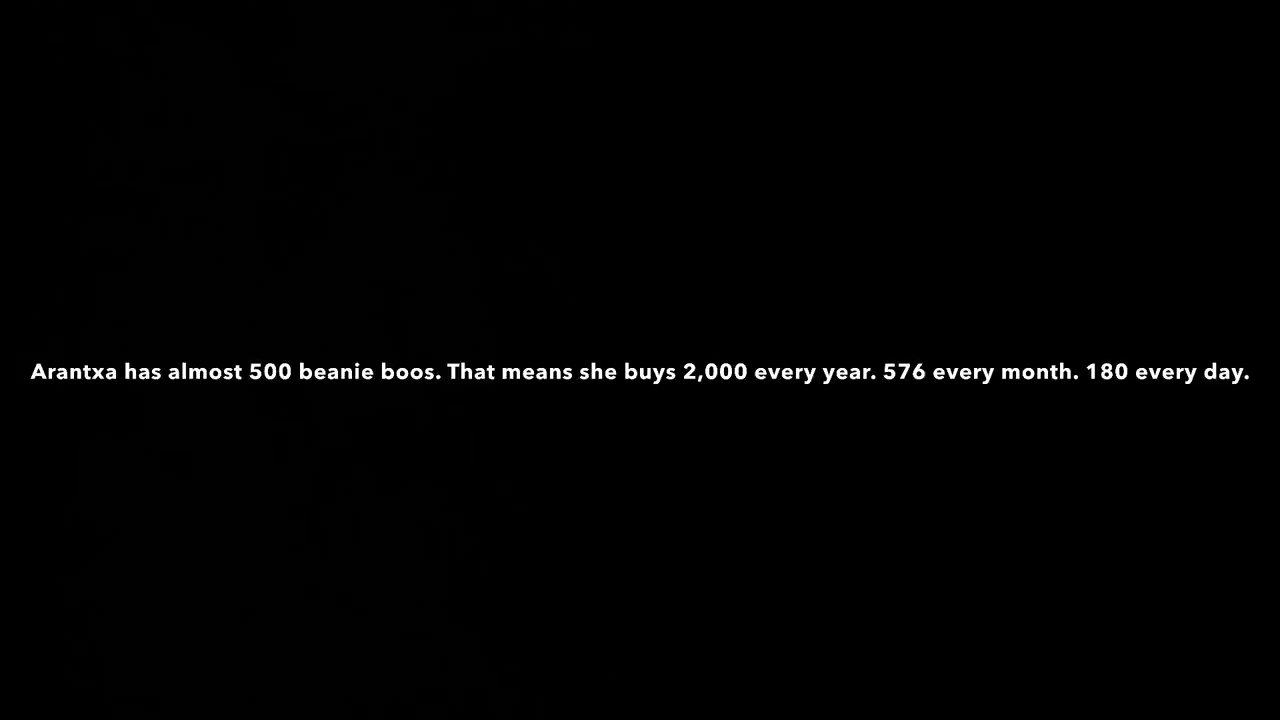 Arantxa has almost 500 beanie boos. That means she buys 2,000 every year. 576 every month. 180 every day.